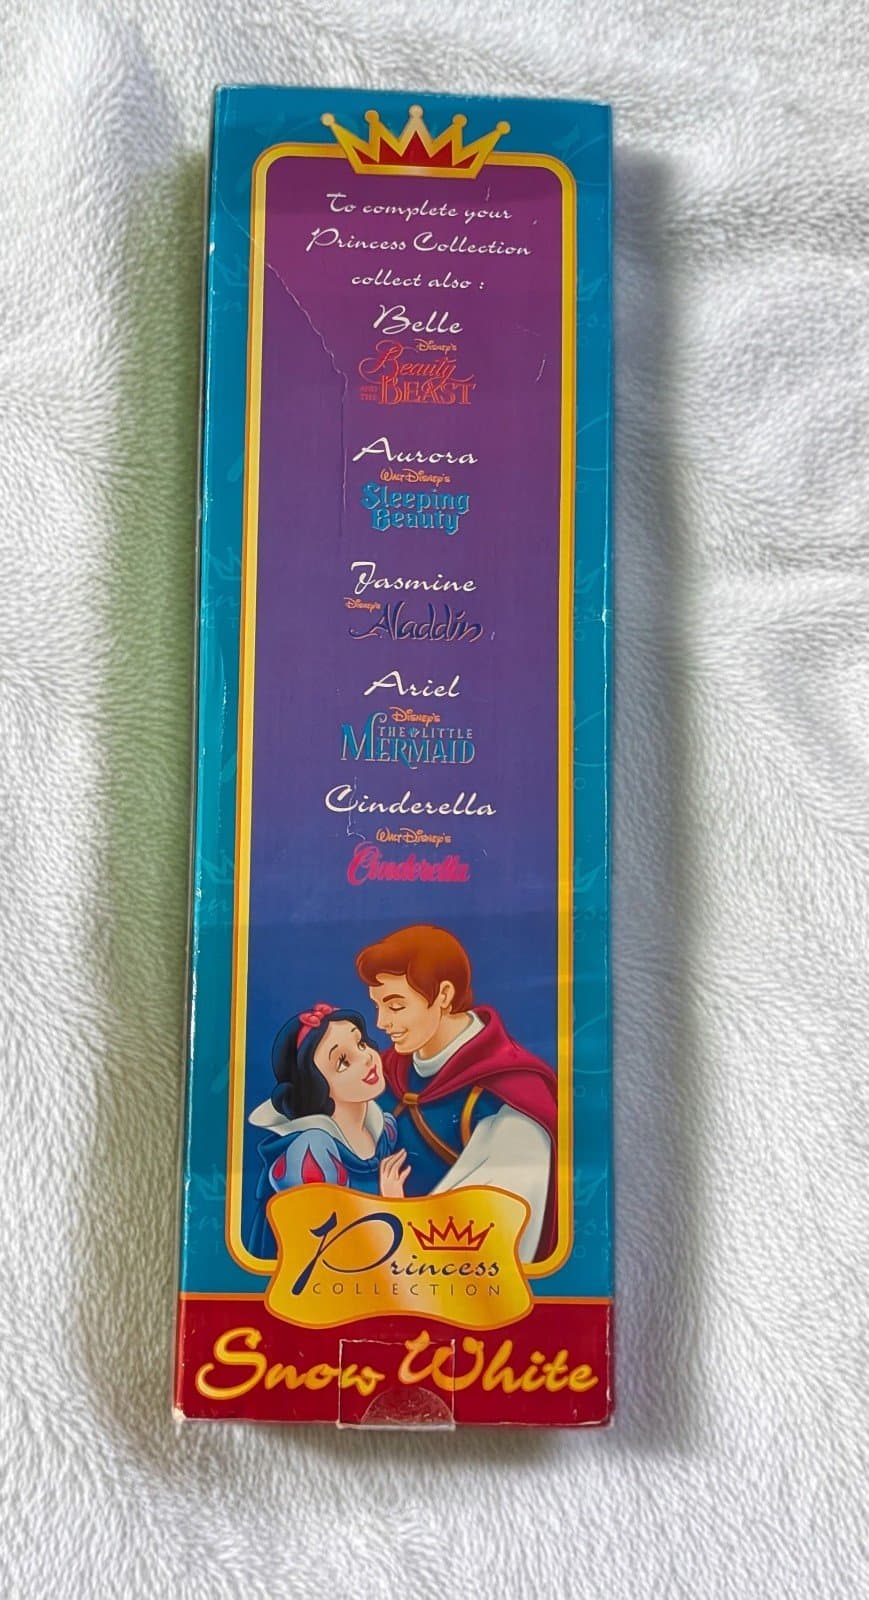 To complete your
Princess Collection
collect also :
Belle
Disney's
Beauty
AND THE BEAST
Aurora
Walt Disney's
Sleeping
Beauty
Jasmine
Disney's
Aladdin
Ariel
Disney's
THE LITTLE
MERMAID
Cinderella
Walt Disney's
Cinderella
Princess
COLLECTION
Snow White